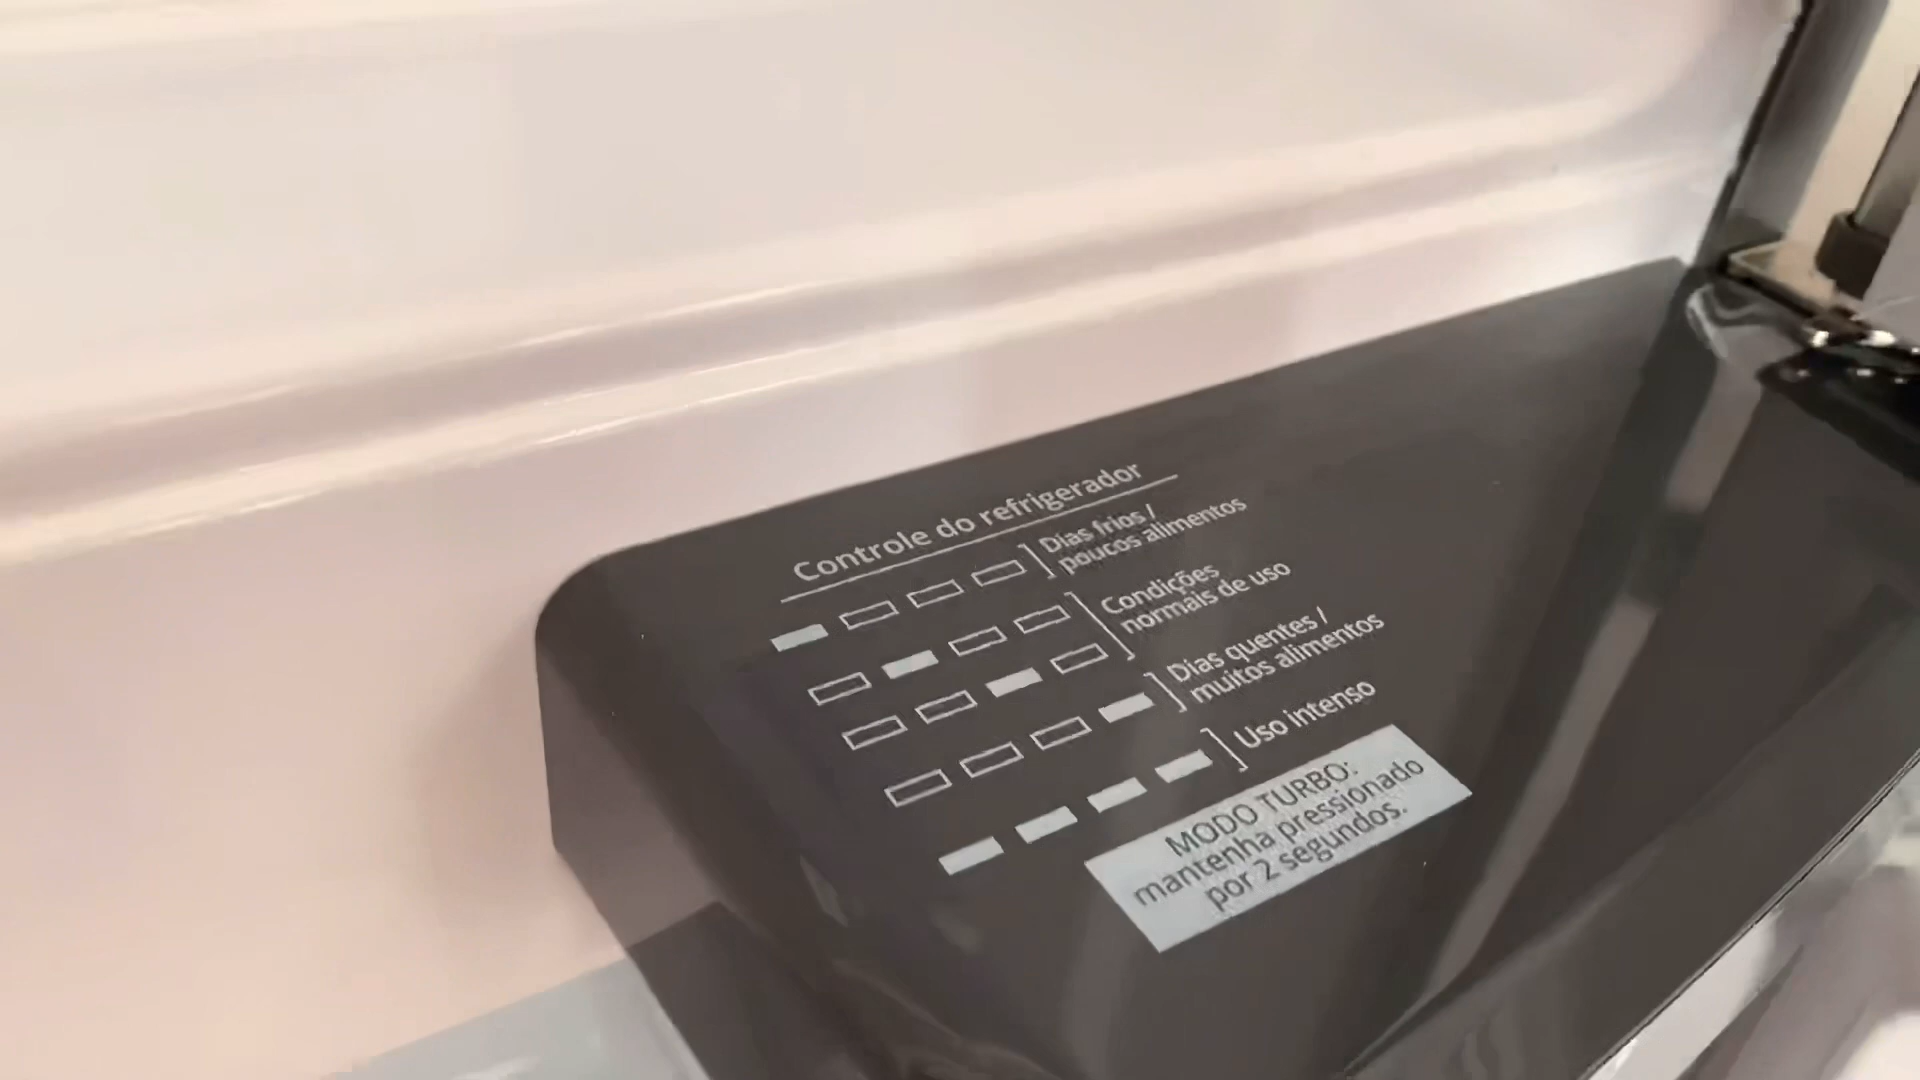 Controle do refrigerador
Dias frios /
poucos alimentos
Condições
normais de uso
Dias quentes /
muitos alimentos
Uso intenso
MODO TURBO:
mantenha pressionado
por 2 segundos.